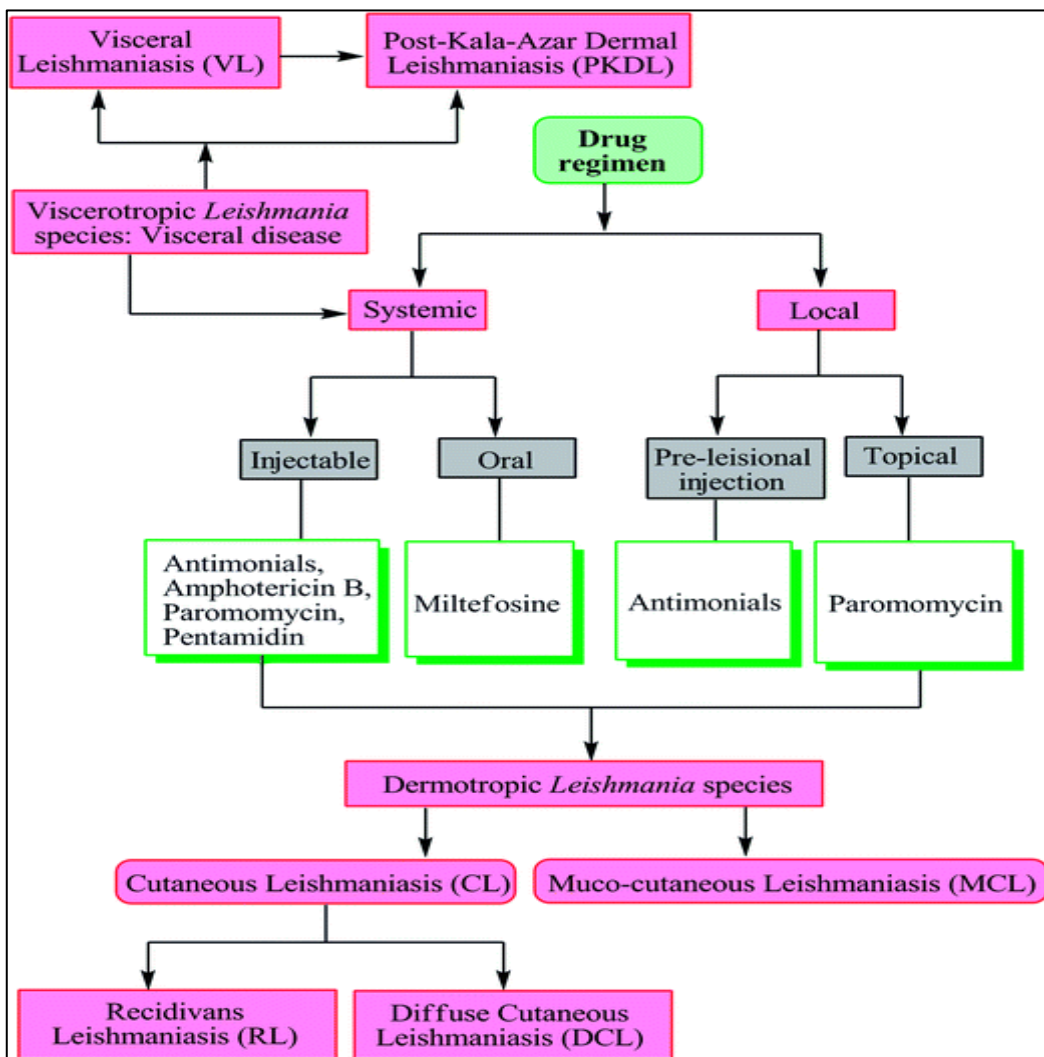 Visceral
Leishmaniasis (VL)
Post-Kala-Azar Dermal
Leishmaniasis (PKDL)
Drug
regimen
Viscerotropic Leishmania
species: Visceral disease
Systemic
Local
Injectable
Oral
Pre-leisional
injection
Topical
Antimonials,
Amphotericin B,
Paromomycin,
Pentamidin
Miltefosine
Antimonials
Paromomycin
Dermotropic Leishmania species
Cutaneous Leishmaniasis (CL)
Muco-cutaneous Leishmaniasis (MCL)
Recidivans
Leishmaniasis (RL)
Diffuse Cutaneous
Leishmaniasis (DCL)